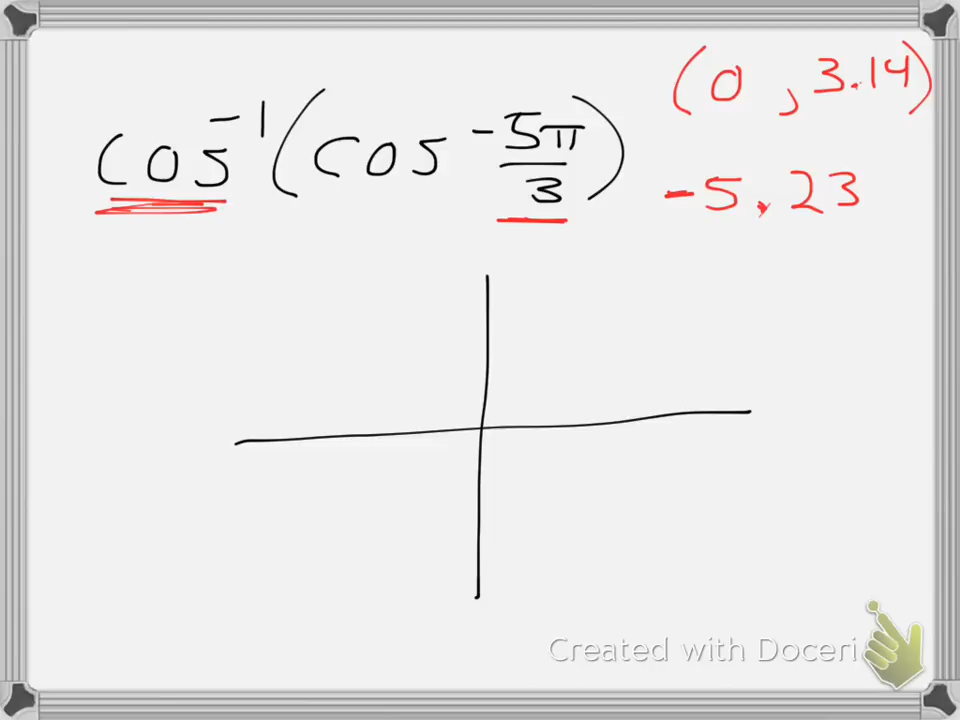 cos⁻¹(cos -5π/3) (0, 3.14)
-5.23
Created with Doceri